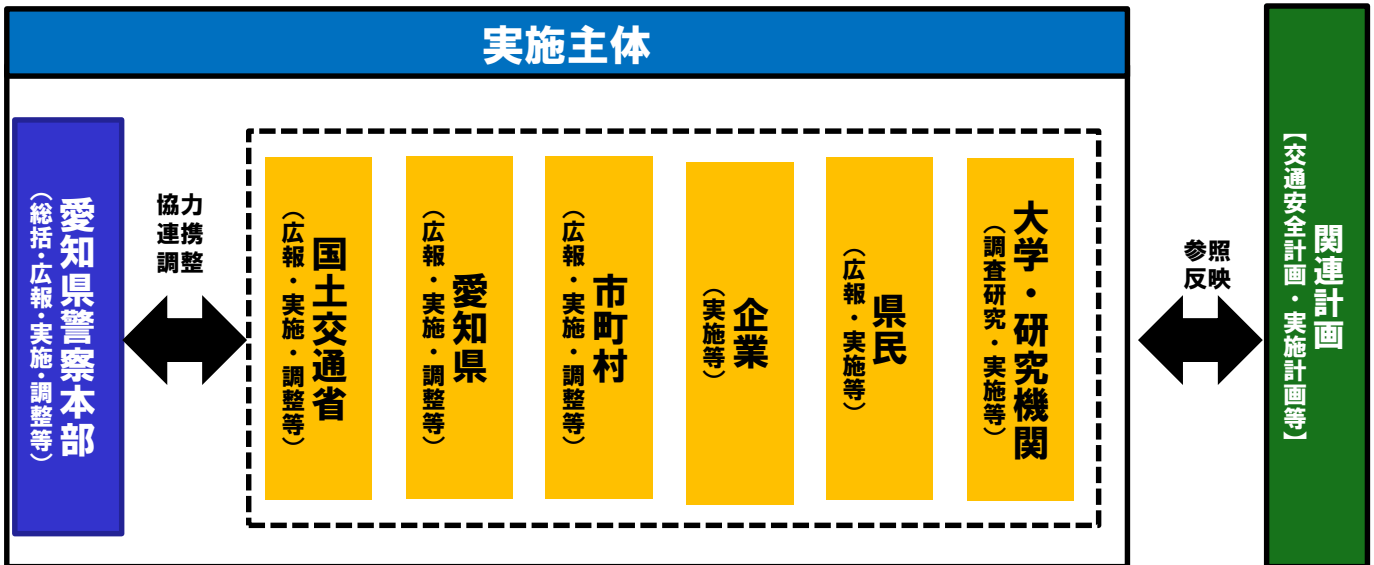 実施主体
愛知県警察本部
（総括・広報・実施・調整等）
協力
連携
調整
国土交通省
（広報・実施・調整等）
愛知県
（広報・実施・調整等）
市町村
（広報・実施・調整等）
企業
（実施等）
県民
（広報・実施等）
大学・研究機関
（調査研究・実施等）
参照
反映
関連計画
【交通安全計画・実施計画等】